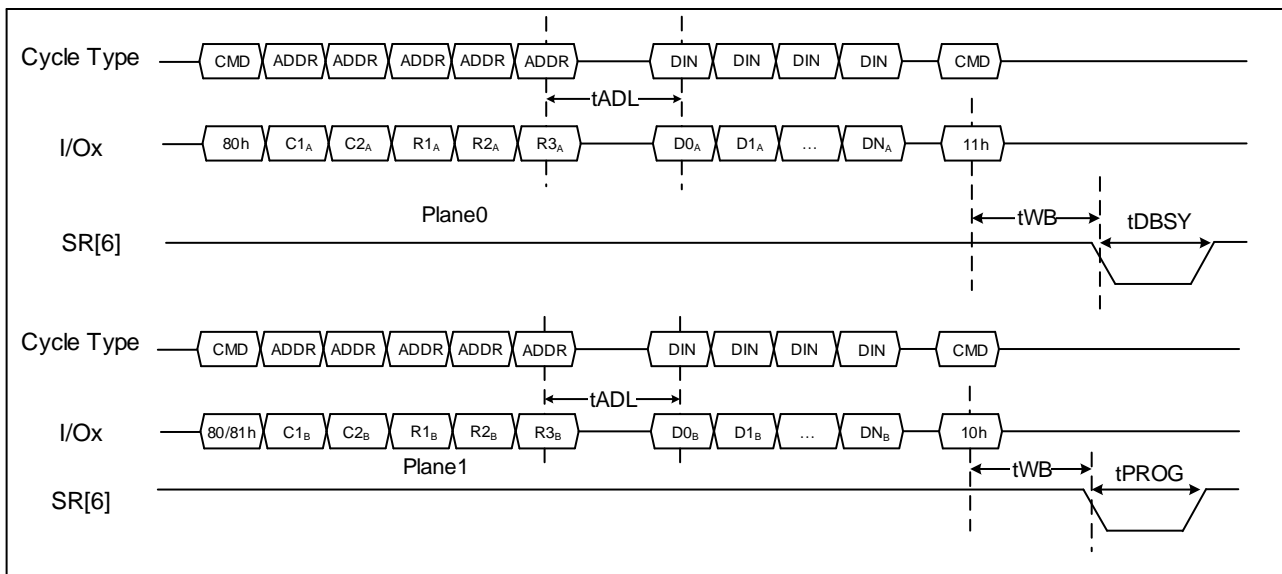 Cycle Type CMD ADDR ADDR ADDR ADDR ADDR DIN DIN DIN DIN CMD
tADL
I/Ox 80h C1A C2A R1A R2A R3A D0A D1A … DNA 11h
Plane0
tWB tDBSY
SR[6]
Cycle Type CMD ADDR ADDR ADDR ADDR ADDR DIN DIN DIN DIN CMD
tADL
I/Ox 80/81h C1B C2B R1B R2B R3B D0B D1B … DNB 10h
Plane1
tWB tPROG
SR[6]